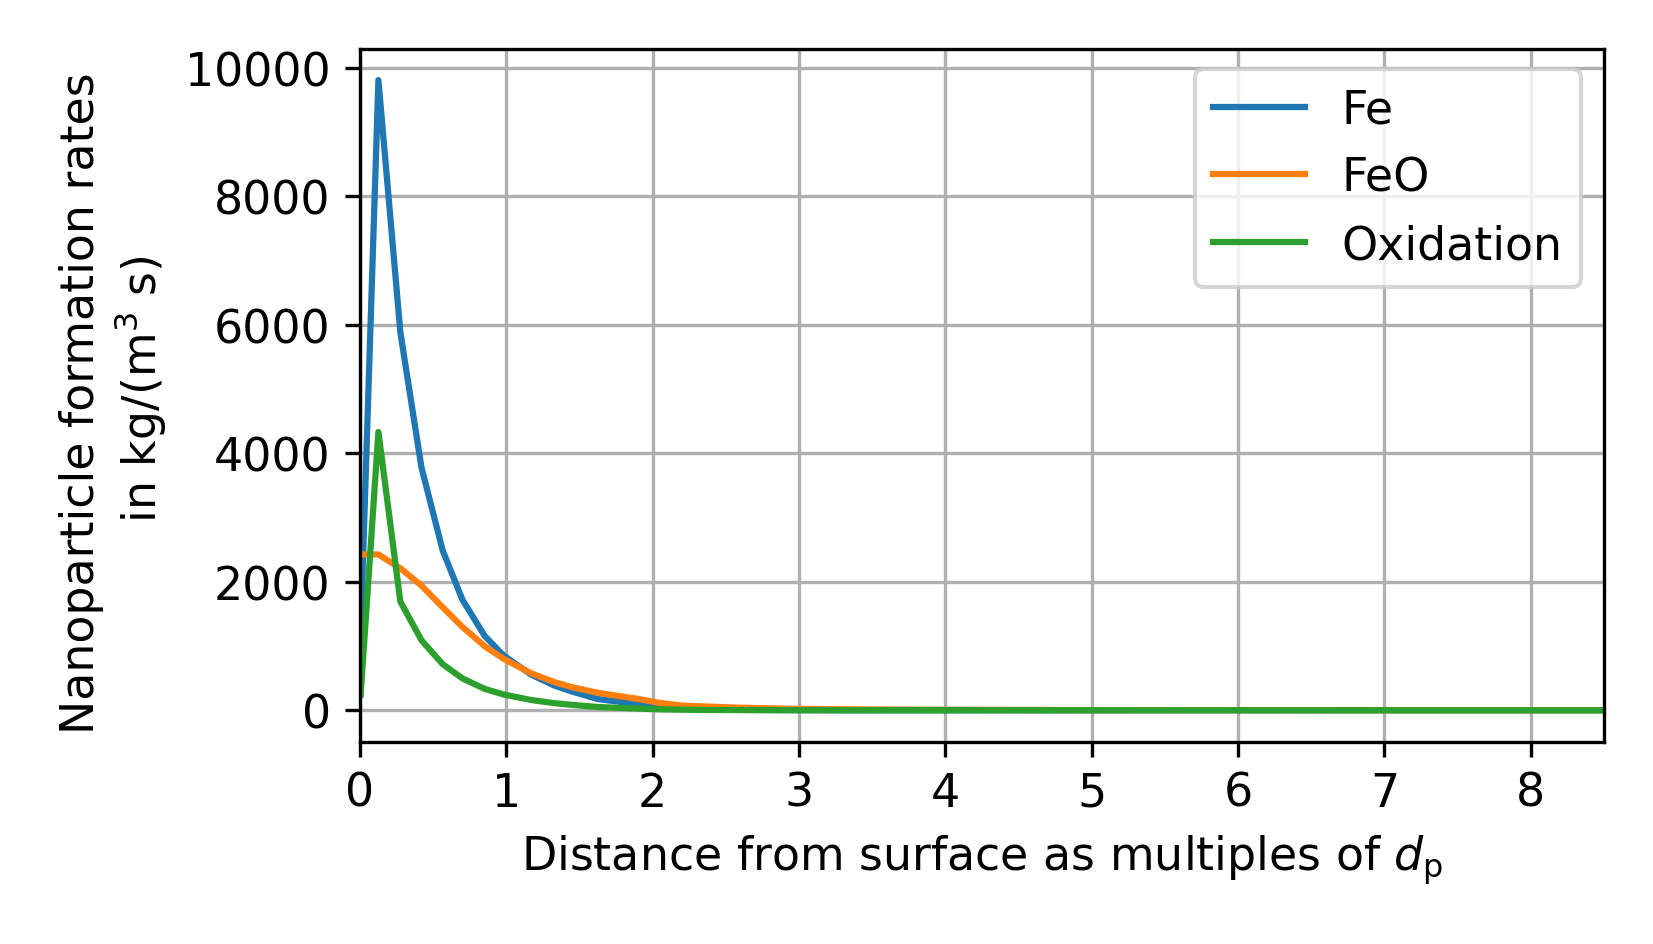 Nanoparticle formation rates
in kg/(m³ s)
10000
8000
6000
4000
2000
0
Fe
FeO
Oxidation
0 1 2 3 4 5 6 7 8
Distance from surface as multiples of dₚ